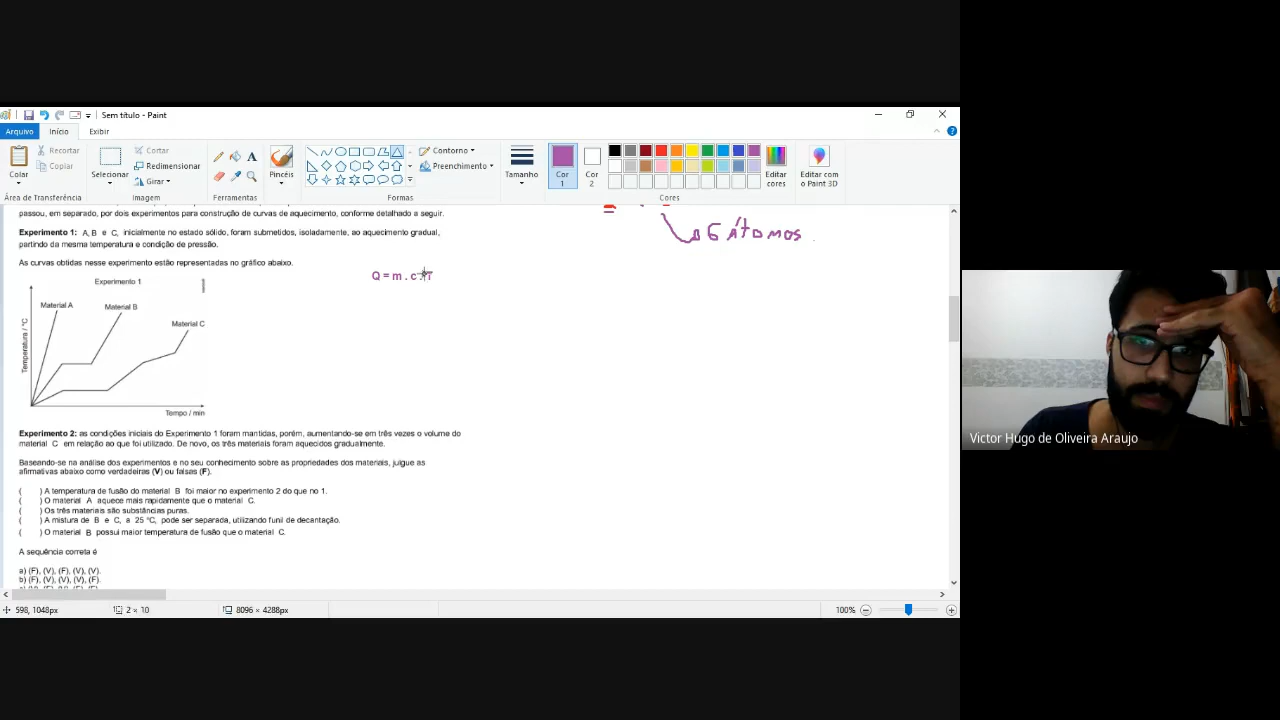 Sem título - Paint
Arquivo Início Exibir
Colar
Recortar
Copiar
Área de Transferência
Selecionar
Cortar
Redimensionar
Girar
Imagem
A
Ferramentas
Pincéis
Contorno
Preenchimento
Formas
Tamanho
Cor 1
Cor 2
Editar cores
Editar com o Paint 3D
Cores
passou, em separado, por dois experimentos para construção de curvas de aquecimento, conforme detalhado a seguir.
Experimento 1: A, B e C, inicialmente no estado sólido, foram submetidos, isoladamente, ao aquecimento gradual,
partindo da mesma temperatura e condição de pressão.
As curvas obtidas nesse experimento estão representadas no gráfico abaixo.
6 átomos
Q = m . c
Experimento 1
Material A
Material B
Material C
Temperatura / °C
Tempo / min
Experimento 2: as condições iniciais do Experimento 1 foram mantidas, porém, aumentando-se em três vezes o volume do
material C em relação ao que foi utilizado. De novo, os três materiais foram aquecidos gradualmente.
Baseando-se na análise dos experimentos e no seu conhecimento sobre as propriedades dos materiais, julgue as
afirmativas abaixo como verdadeiras (V) ou falsas (F).
( ) A temperatura de fusão do material B foi maior no experimento 2 do que no 1.
( ) O material A aquece mais rapidamente que o material C.
( ) Os três materiais são substâncias puras.
( ) A mistura de B e C, a 25 °C, pode ser separada, utilizando funil de decantação.
( ) O material B possui maior temperatura de fusão que o material C.
A sequência correta é
a) (F), (V), (F), (V), (V).
b) (F), (V), (V), (V), (F).
598, 1048px
2 × 10
8096 × 4288px
100%
Victor Hugo de Oliveira Araujo